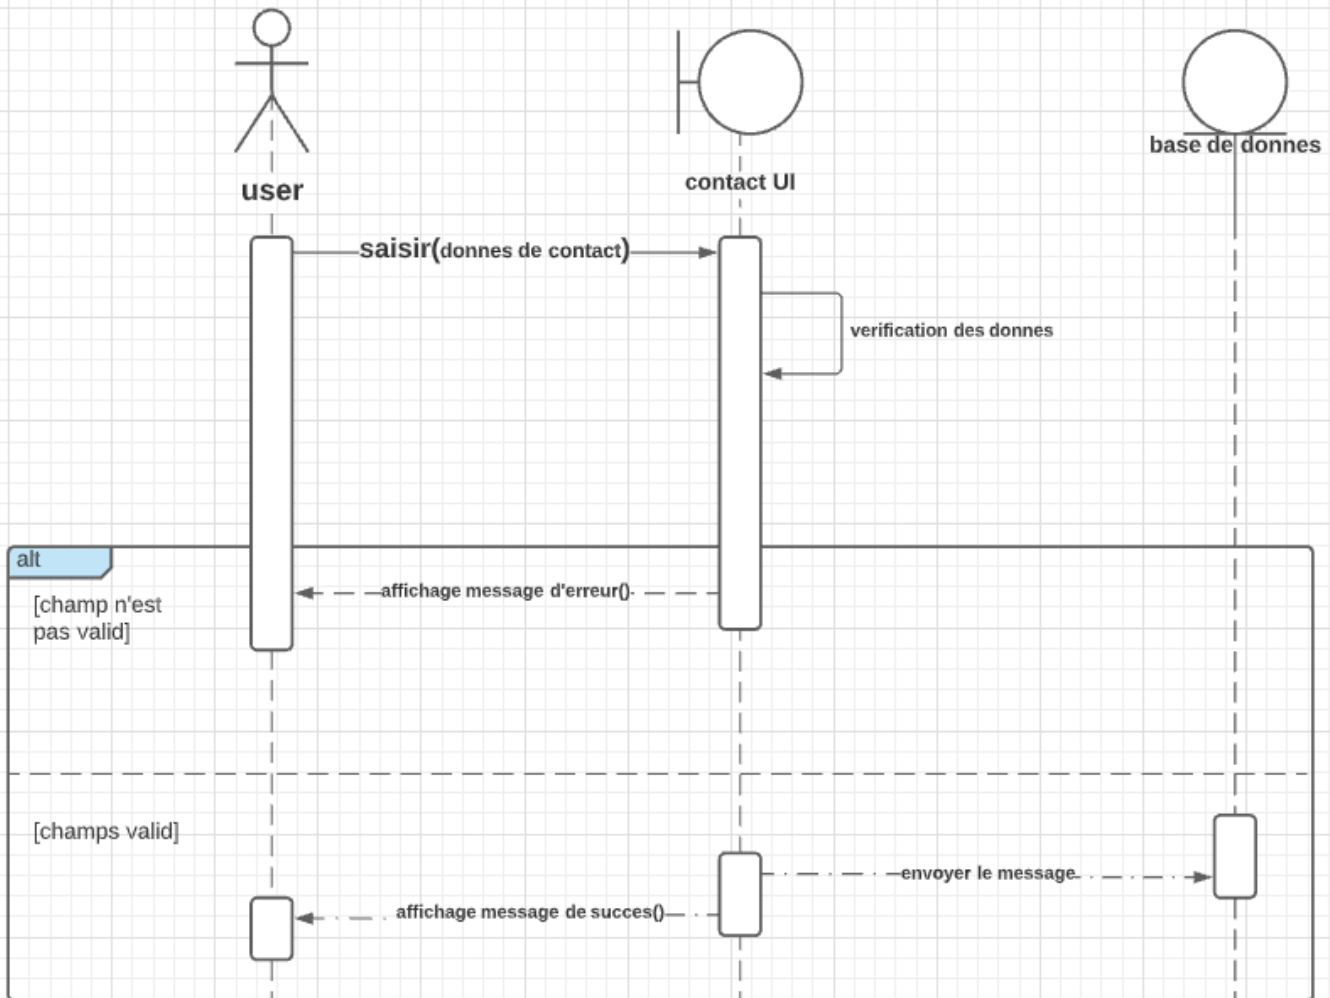 base de donnes
contact UI
user
saisir(donnes de contact)
verification des donnes
alt
affichage message d'erreur()
[champ n'est
pas valid]
[champs valid]
envoyer le message
affichage message de succes()